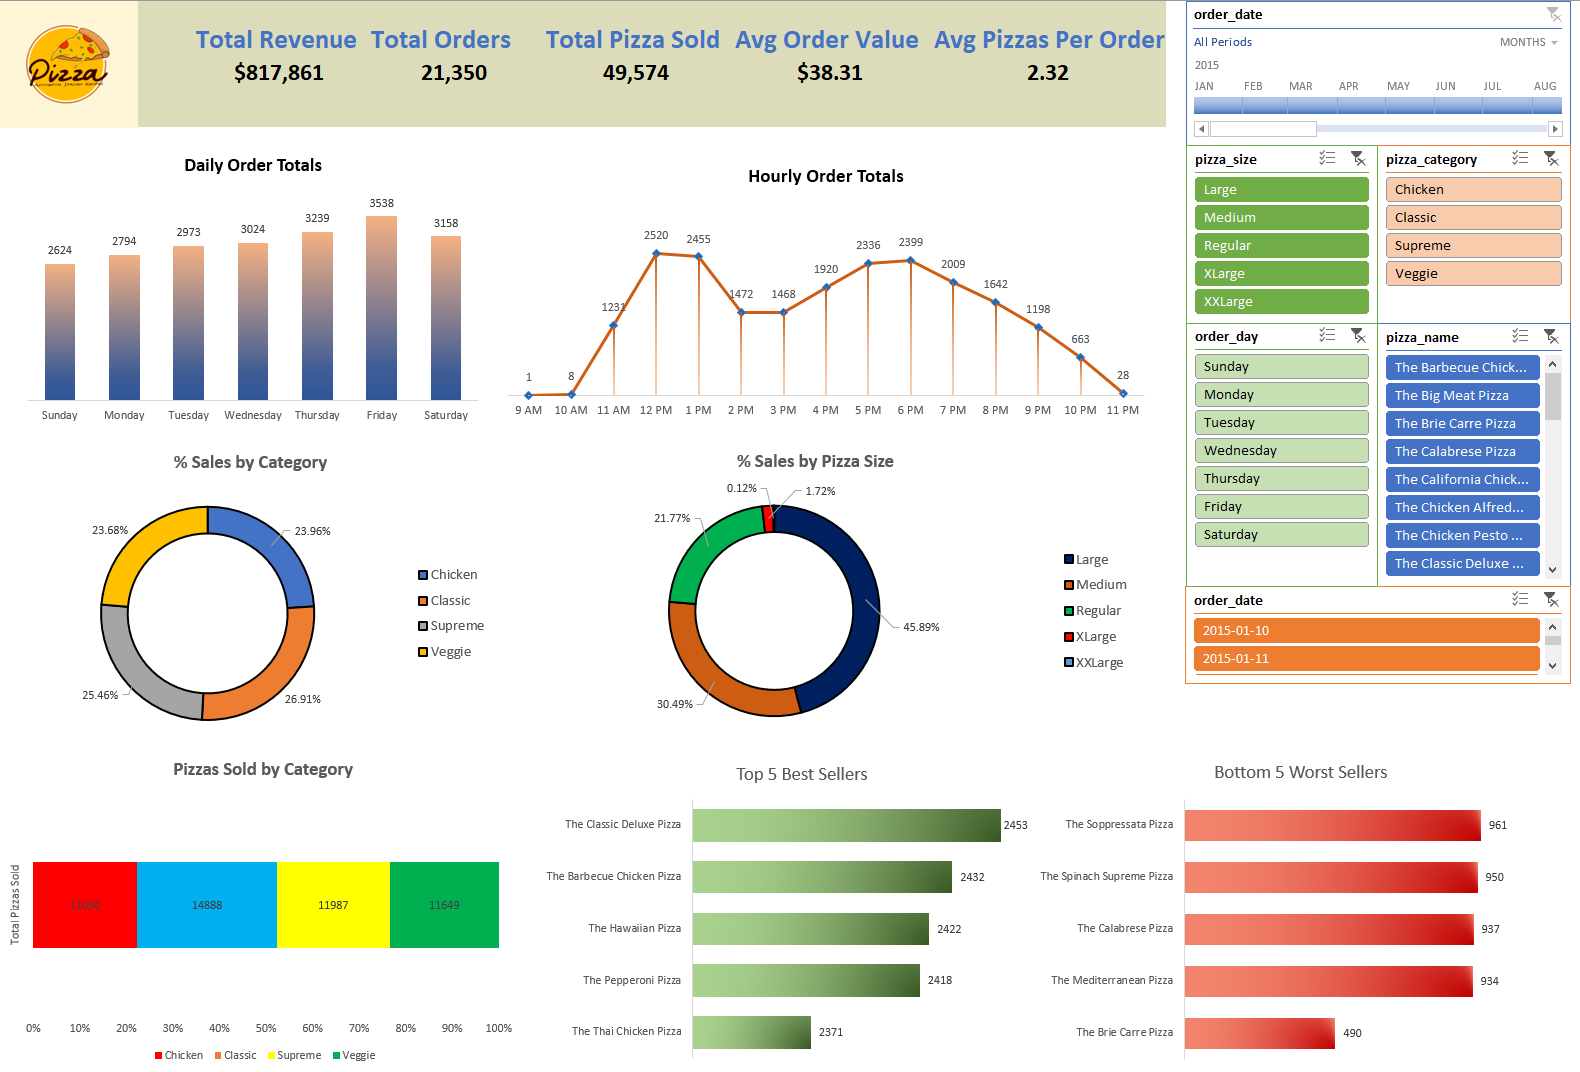 Pizza
Total Revenue
$817,861
Total Orders
21,350
Total Pizza Sold
49,574
Avg Order Value
$38.31
Avg Pizzas Per Order
2.32
order_date
All Periods
MONTHS
2015
JAN FEB MAR APR MAY JUN JUL AUG
pizza_size
Large
Medium
Regular
XLarge
XXLarge
pizza_category
Chicken
Classic
Supreme
Veggie
order_day
Sunday
Monday
Tuesday
Wednesday
Thursday
Friday
Saturday
pizza_name
The Barbecue Chick...
The Big Meat Pizza
The Brie Carre Pizza
The Calabrese Pizza
The California Chick...
The Chicken Alfred...
The Chicken Pesto ...
The Classic Deluxe ...
order_date
2015-01-10
2015-01-11
Daily Order Totals
2624 2794 2973 3024 3239 3538 3158
Sunday Monday Tuesday Wednesday Thursday Friday Saturday
Hourly Order Totals
1 8 1231 2520 2455 1472 1468 1920 2336 2399 2009 1642 1198 663 28
9 AM 10 AM 11 AM 12 PM 1 PM 2 PM 3 PM 4 PM 5 PM 6 PM 7 PM 8 PM 9 PM 10 PM 11 PM
% Sales by Category
23.68%
23.96%
25.46%
26.91%
Chicken
Classic
Supreme
Veggie
% Sales by Pizza Size
0.12%
1.72%
21.77%
45.89%
30.49%
Large
Medium
Regular
XLarge
XXLarge
Pizzas Sold by Category
Total Pizzas Sold
11050 14888 11987 11649
0% 10% 20% 30% 40% 50% 60% 70% 80% 90% 100%
Chicken Classic Supreme Veggie
Top 5 Best Sellers
The Classic Deluxe Pizza 2453
The Barbecue Chicken Pizza 2432
The Hawaiian Pizza 2422
The Pepperoni Pizza 2418
The Thai Chicken Pizza 2371
Bottom 5 Worst Sellers
The Soppressata Pizza 961
The Spinach Supreme Pizza 950
The Calabrese Pizza 937
The Mediterranean Pizza 934
The Brie Carre Pizza 490